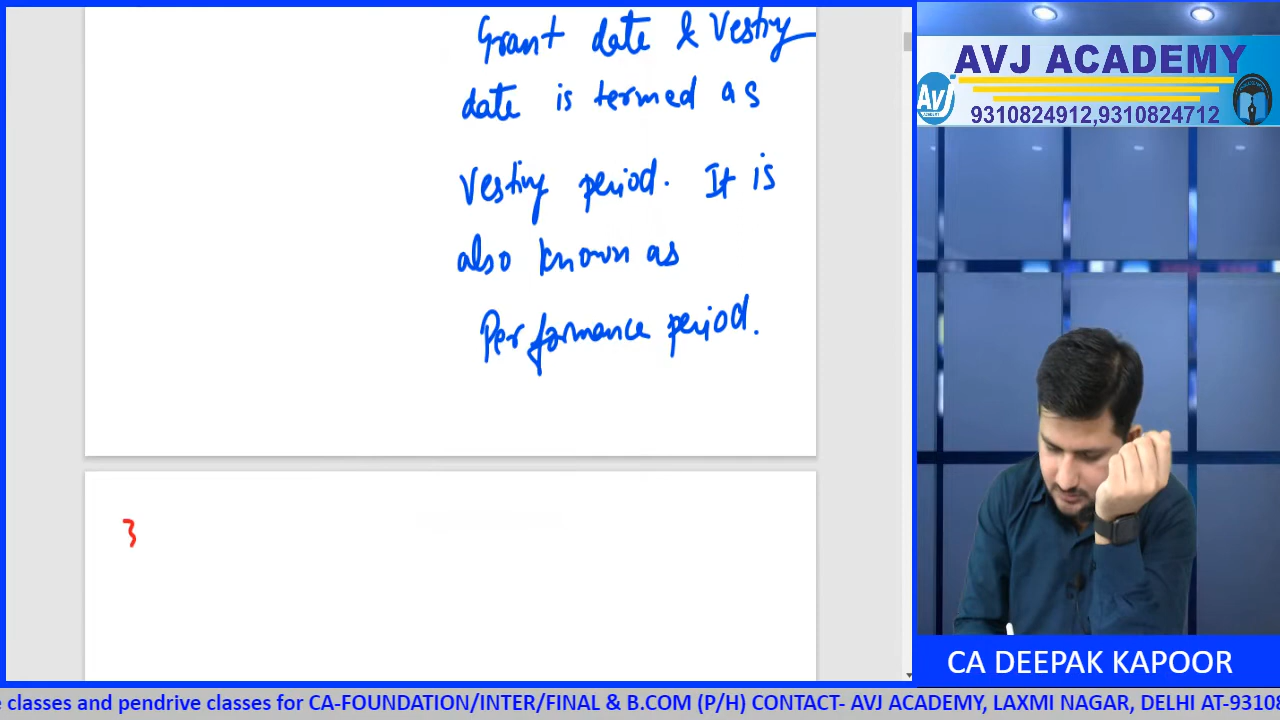 Grant date & Vesting
date is termed as
Vesting period. It is
also known as
Performance period.
3
AVJ ACADEMY
AVJ
ACADEMY
9310824912,9310824712
CA DEEPAK KAPOOR
e classes and pendrive classes for CA-FOUNDATION/INTER/FINAL & B.COM (P/H) CONTACT- AVJ ACADEMY, LAXMI NAGAR, DELHI AT-93108